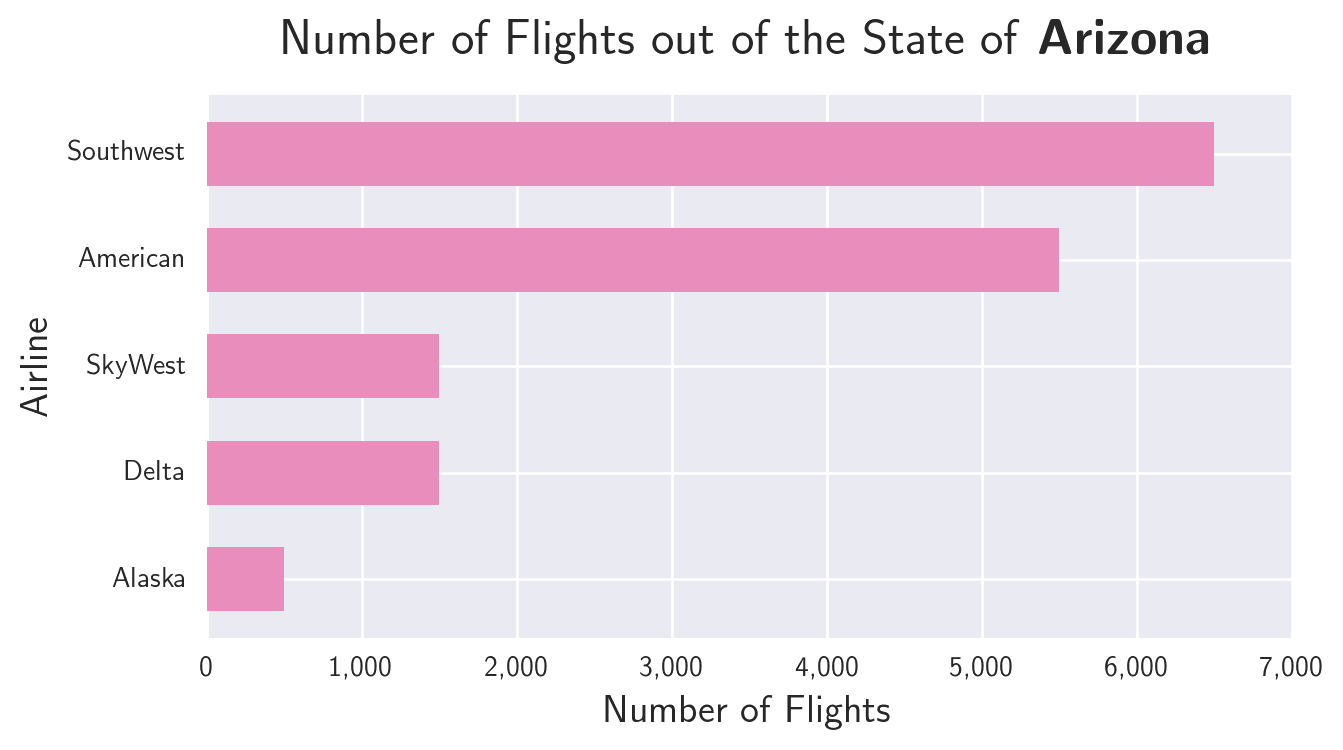 Number of Flights out of the State of Arizona
Southwest
American
SkyWest
Delta
Alaska
Airline
0 1,000 2,000 3,000 4,000 5,000 6,000 7,000
Number of Flights